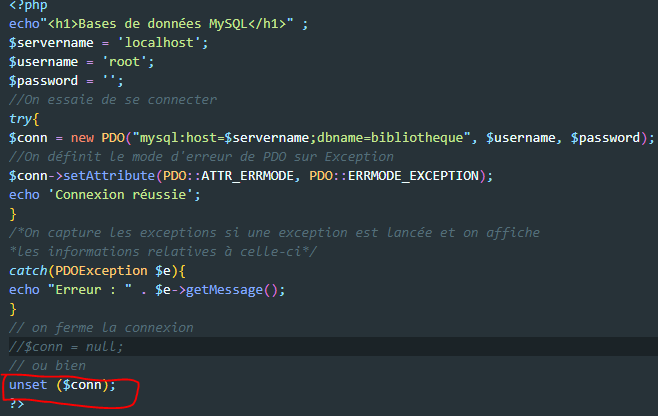 <?php
echo"<h1>Bases de données MySQL</h1>" ;
$servername = 'localhost';
$username = 'root';
$password = '';
//On essaie de se connecter
try{
$conn = new PDO("mysql:host=$servername;dbname=bibliotheque", $username, $password);
//On définit le mode d'erreur de PDO sur Exception
$conn->setAttribute(PDO::ATTR_ERRMODE, PDO::ERRMODE_EXCEPTION);
echo 'Connexion réussie';
}
/*On capture les exceptions si une exception est lancée et on affiche
*les informations relatives à celle-ci*/
catch(PDOException $e){
echo "Erreur : " . $e->getMessage();
}
// on ferme la connexion
//$conn = null;
// ou bien
unset ($conn);
?>